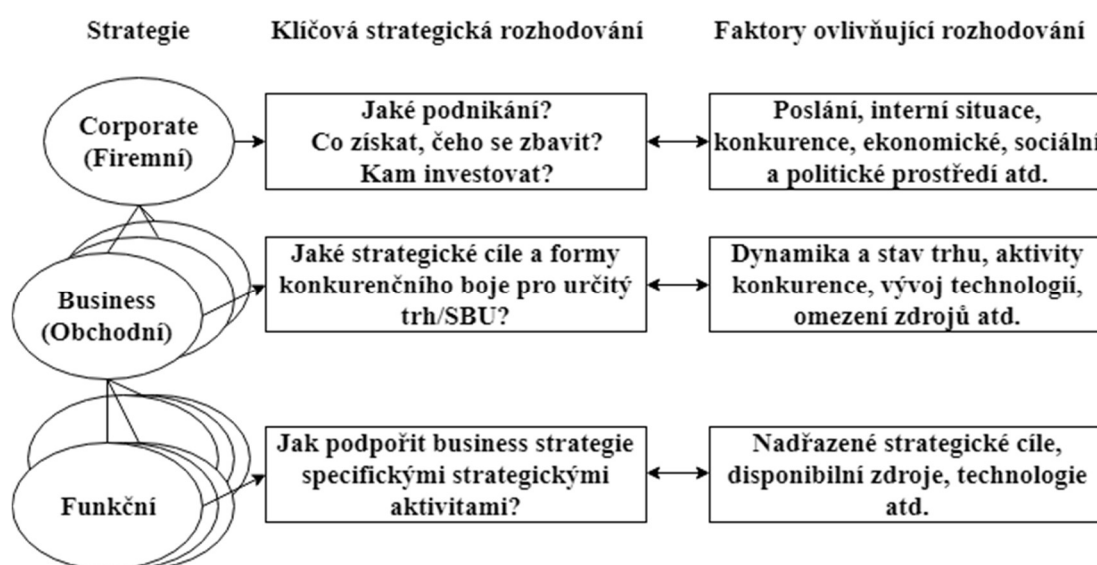 Strategie
Klíčová strategická rozhodování
Faktory ovlivňující rozhodování
Corporate
(Firemní)
Jaké podnikání?
Co získat, čeho se zbavit?
Kam investovat?
Poslání, interní situace,
konkurence, ekonomické, sociální
a politické prostředí atd.
Business
(Obchodní)
Jaké strategické cíle a formy
konkurenčního boje pro určitý
trh/SBU?
Dynamika a stav trhu, aktivity
konkurence, vývoj technologií,
omezení zdrojů atd.
Funkční
Jak podpořit business strategie
specifickými strategickými
aktivitami?
Nadřazené strategické cíle,
disponibilní zdroje, technologie
atd.